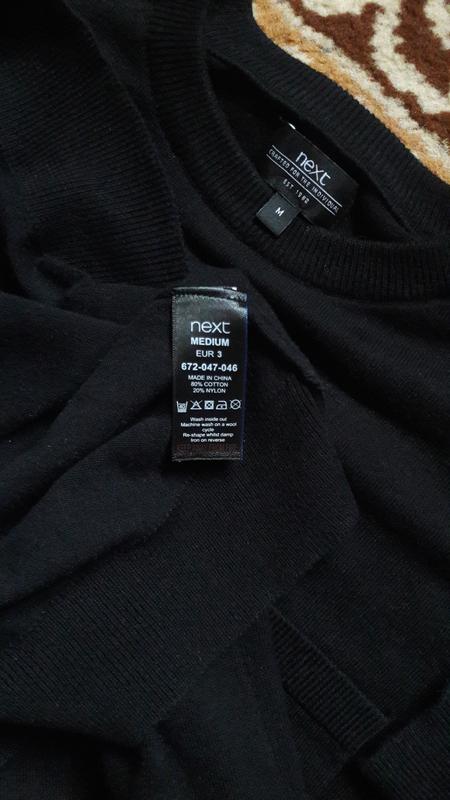 next
CRAFTED FOR THE INDIVIDUAL
EST 1982
M
next
MEDIUM
EUR 3
672-047-046
MADE IN CHINA
80% COTTON
20% NYLON
Wash inside out
Machine wash on a wool
cycle
Re-shape whilst damp
Iron on reverse